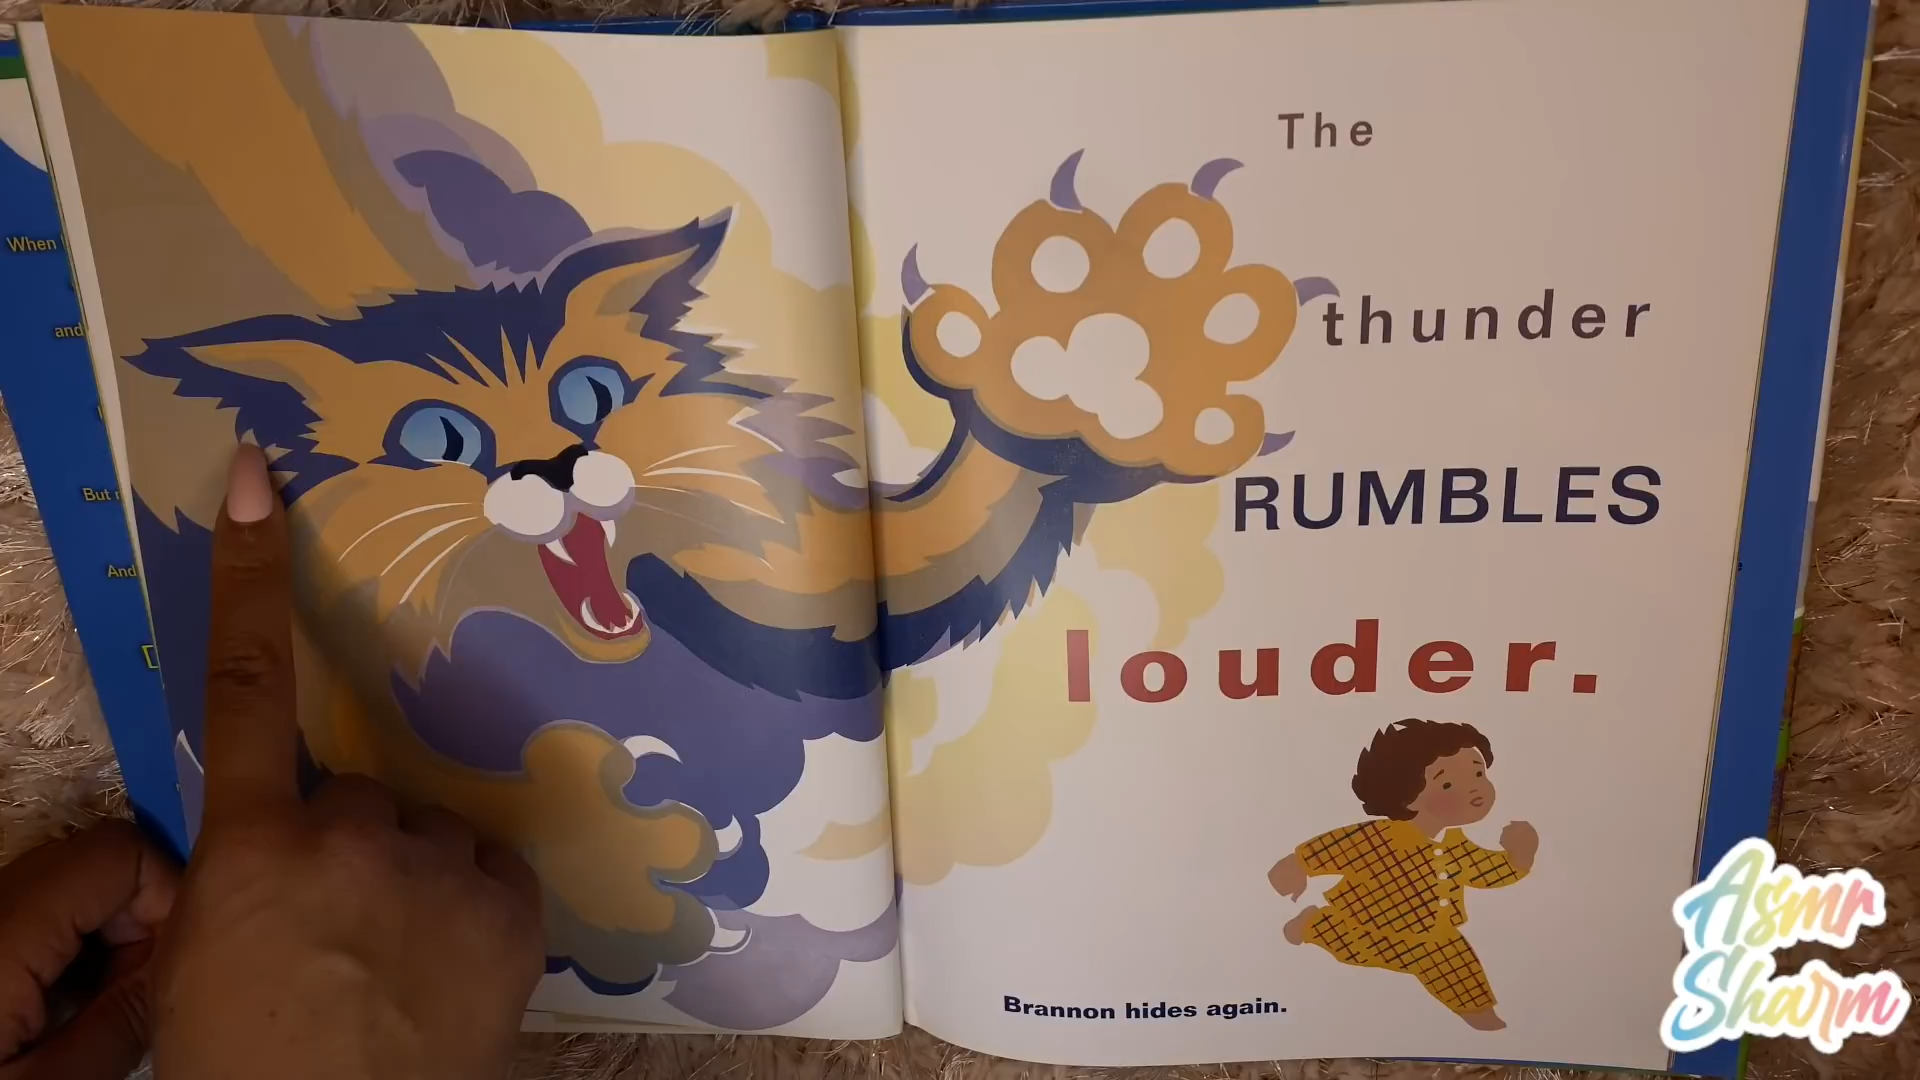 When
and
But
And
The
thunder
RUMBLES
louder.
Brannon hides again.
Asmr
Sharm